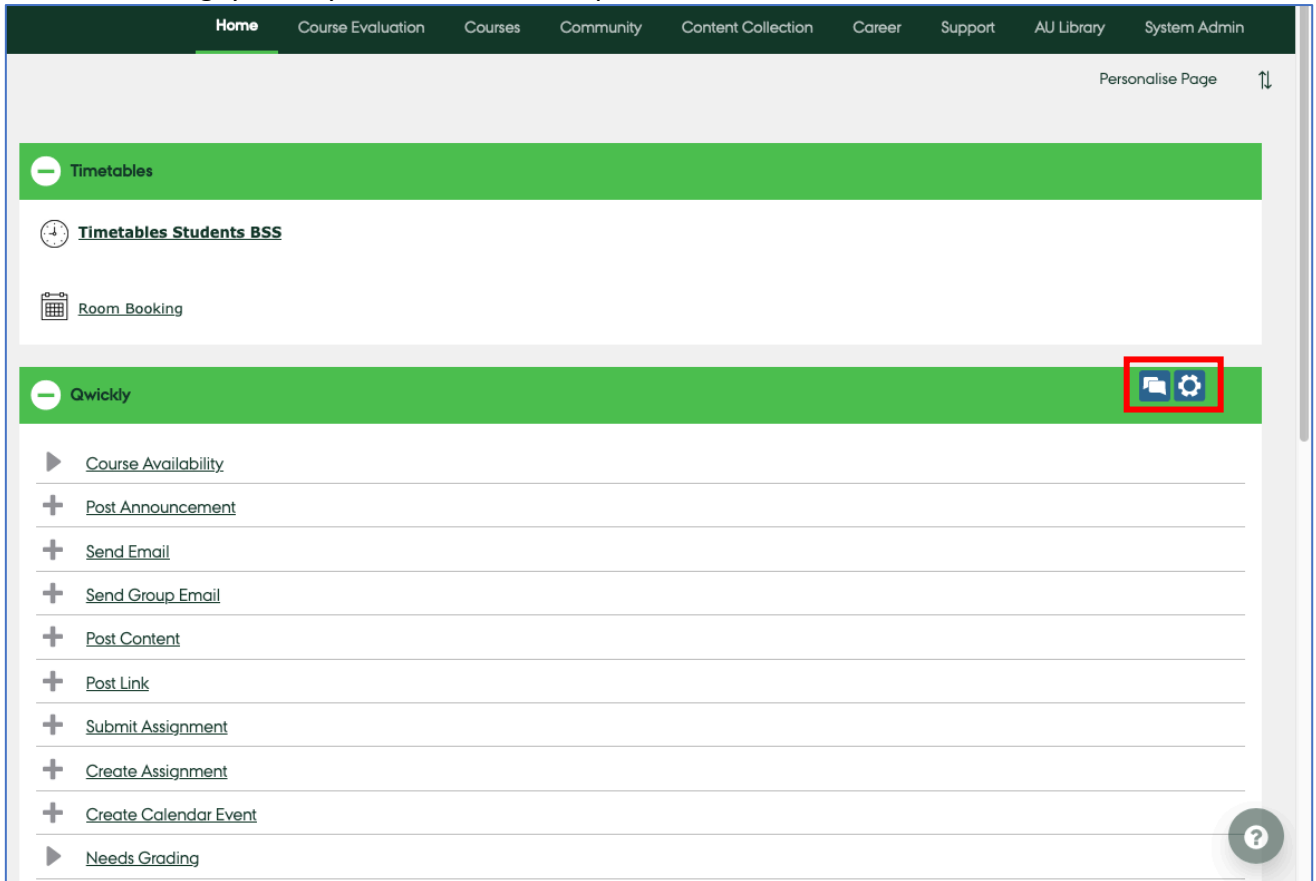 Home Course Evaluation Courses Community Content Collection Career Support AU Library System Admin
Personalise Page
Timetables
Timetables Students BSS
Room Booking
Qwickly
Course Availability
Post Announcement
Send Email
Send Group Email
Post Content
Post Link
Submit Assignment
Create Assignment
Create Calendar Event
?
Needs Grading